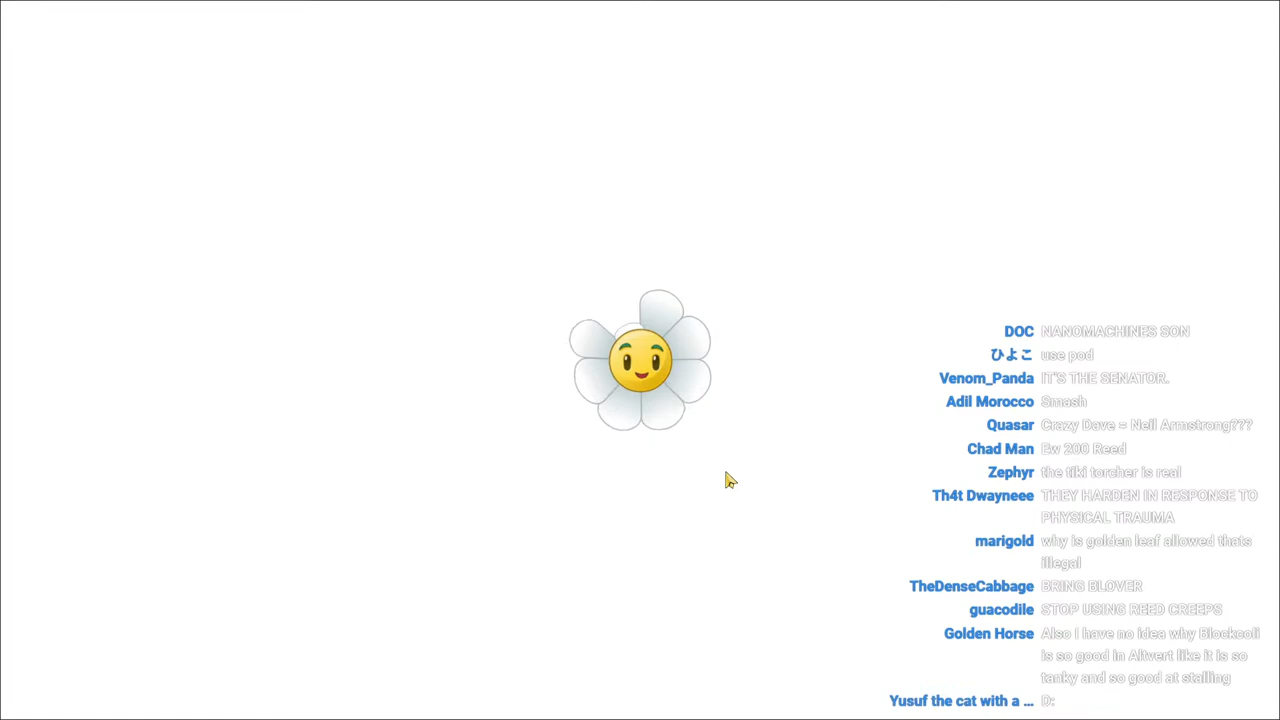 DOC NANOMACHINES SON
ひよこ use pod
Venom_Panda IT'S THE SENATOR.
Adil Morocco Smash
Quasar Crazy Dave = Neil Armstrong???
Chad Man Ew 200 Reed
Zephyr the tiki torcher is real
Th4t Dwayneee THEY HARDEN IN RESPONSE TO
PHYSICAL TRAUMA
marigold why is golden leaf allowed thats
illegal
TheDenseCabbage BRING BLOVER
guacodile STOP USING REED CREEPS
Golden Horse Also I have no idea why Blockcoli
is so good in Altvert like it is so
tanky and so good at stalling
Yusuf the cat with a ... D: